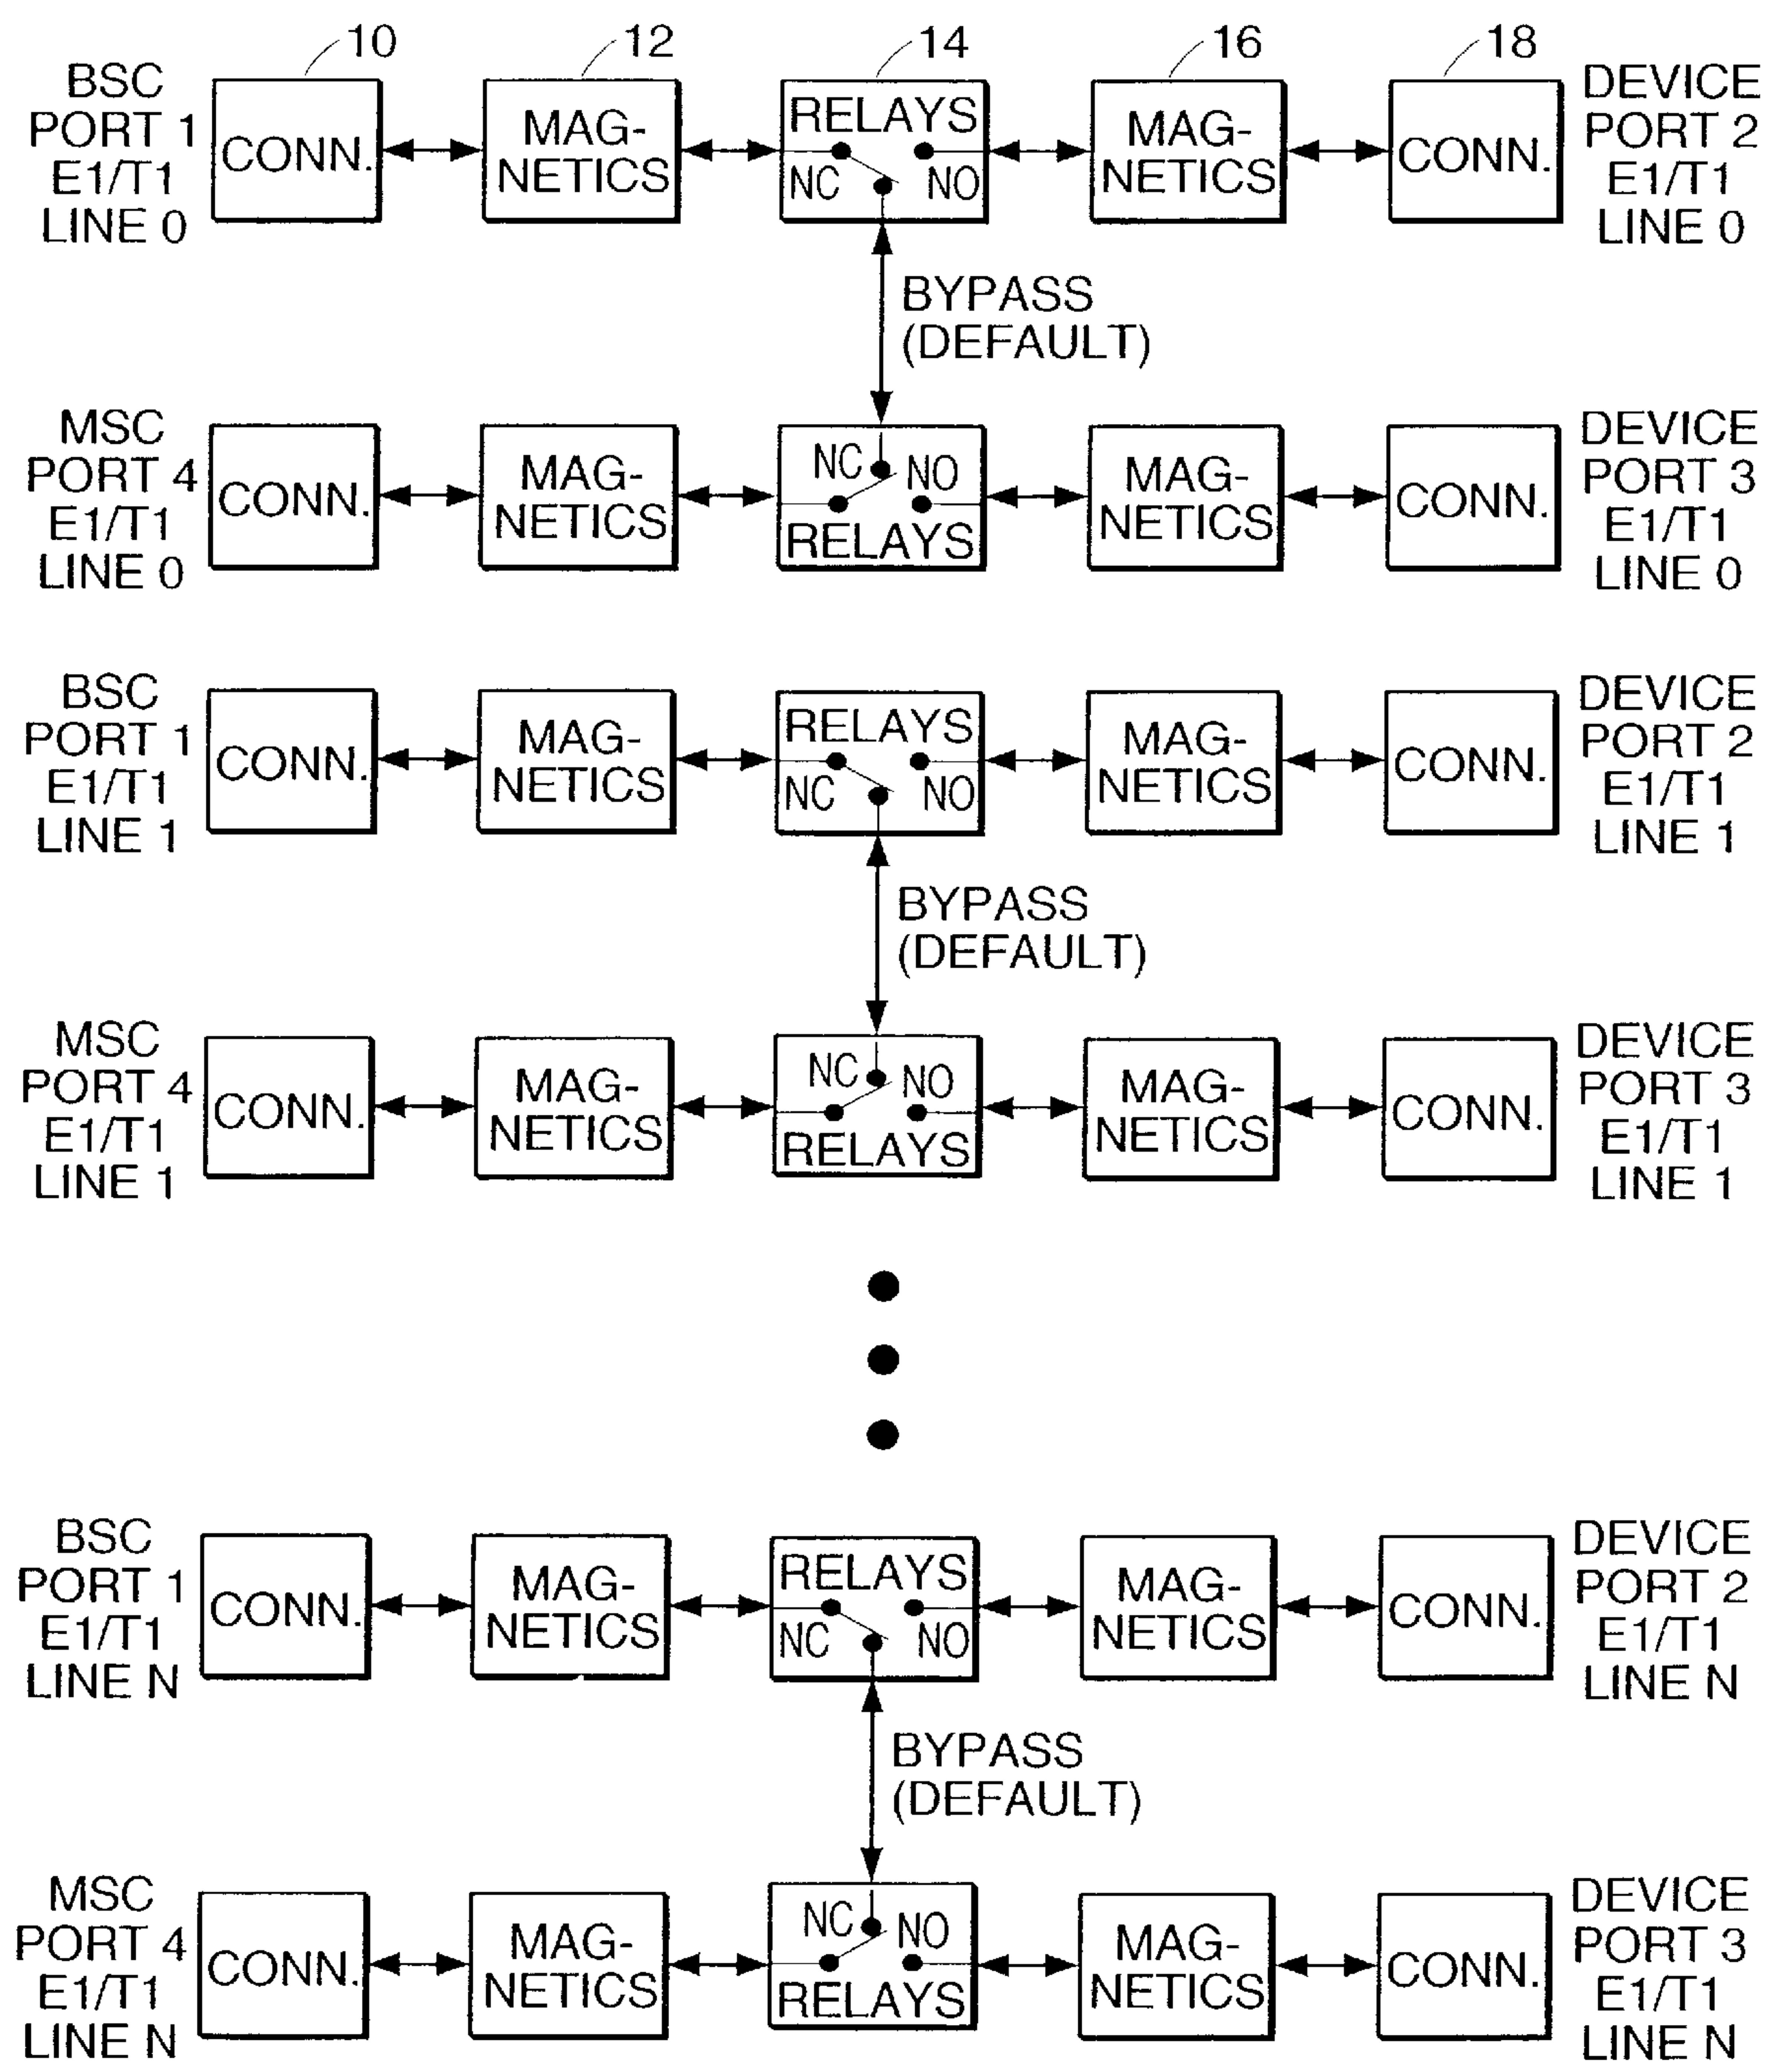 10 12 14 16 18
BSC
PORT 1
E1/T1
LINE 0
CONN.
MAG-
NETICS
RELAYS
NC NO
MAG-
NETICS
CONN.
DEVICE
PORT 2
E1/T1
LINE 0
BYPASS
(DEFAULT)
MSC
PORT 4
E1/T1
LINE 0
CONN.
MAG-
NETICS
NC NO
RELAYS
MAG-
NETICS
CONN.
DEVICE
PORT 3
E1/T1
LINE 0
BSC
PORT 1
E1/T1
LINE 1
CONN.
MAG-
NETICS
RELAYS
NC NO
MAG-
NETICS
CONN.
DEVICE
PORT 2
E1/T1
LINE 1
BYPASS
(DEFAULT)
MSC
PORT 4
E1/T1
LINE 1
CONN.
MAG-
NETICS
NC NO
RELAYS
MAG-
NETICS
CONN.
DEVICE
PORT 3
E1/T1
LINE 1
BSC
PORT 1
E1/T1
LINE N
CONN.
MAG-
NETICS
RELAYS
NC NO
MAG-
NETICS
CONN.
DEVICE
PORT 2
E1/T1
LINE N
BYPASS
(DEFAULT)
MSC
PORT 4
E1/T1
LINE N
CONN.
MAG-
NETICS
NC NO
RELAYS
MAG-
NETICS
CONN.
DEVICE
PORT 3
E1/T1
LINE N